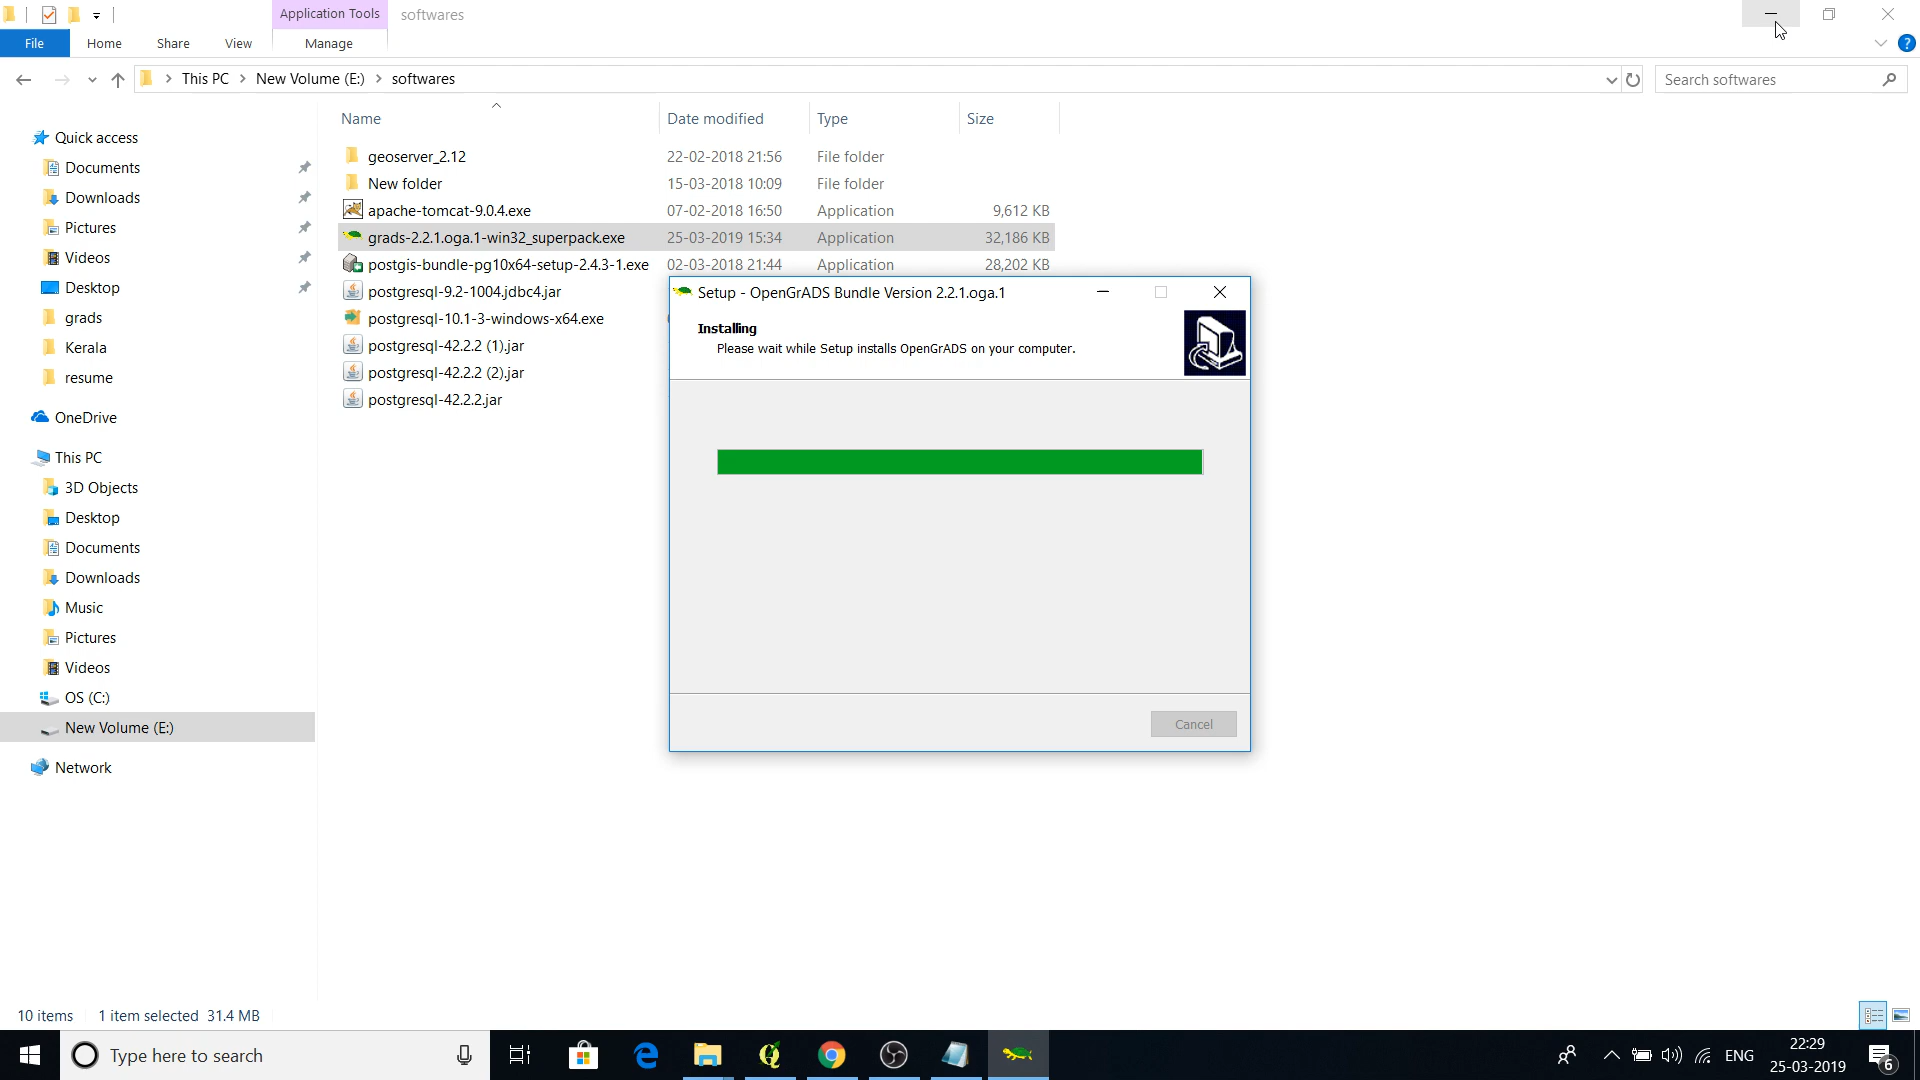 Application Tools softwares
File Home Share View Manage
This PC New Volume (E:) softwares Search softwares
Name Date modified Type Size
Quick access
Documents
Downloads
Pictures
Videos
Desktop
grads
Kerala
resume
OneDrive
This PC
3D Objects
Desktop
Documents
Downloads
Music
Pictures
Videos
OS (C:)
New Volume (E:)
Network
geoserver_2.12 22-02-2018 21:56 File folder
New folder 15-03-2018 10:09 File folder
apache-tomcat-9.0.4.exe 07-02-2018 16:50 Application 9,612 KB
grads-2.2.1.oga.1-win32_superpack.exe 25-03-2019 15:34 Application 32,186 KB
postgis-bundle-pg10x64-setup-2.4.3-1.exe 02-03-2018 21:44 Application 28,202 KB
postgresql-9.2-1004.jdbc4.jar
postgresql-10.1-3-windows-x64.exe
postgresql-42.2.2 (1).jar
postgresql-42.2.2 (2).jar
postgresql-42.2.2.jar
Setup - OpenGrADS Bundle Version 2.2.1.oga.1
Installing
Please wait while Setup installs OpenGrADS on your computer.
Cancel
10 items 1 item selected 31.4 MB
Type here to search
ENG
22:29
25-03-2019
6